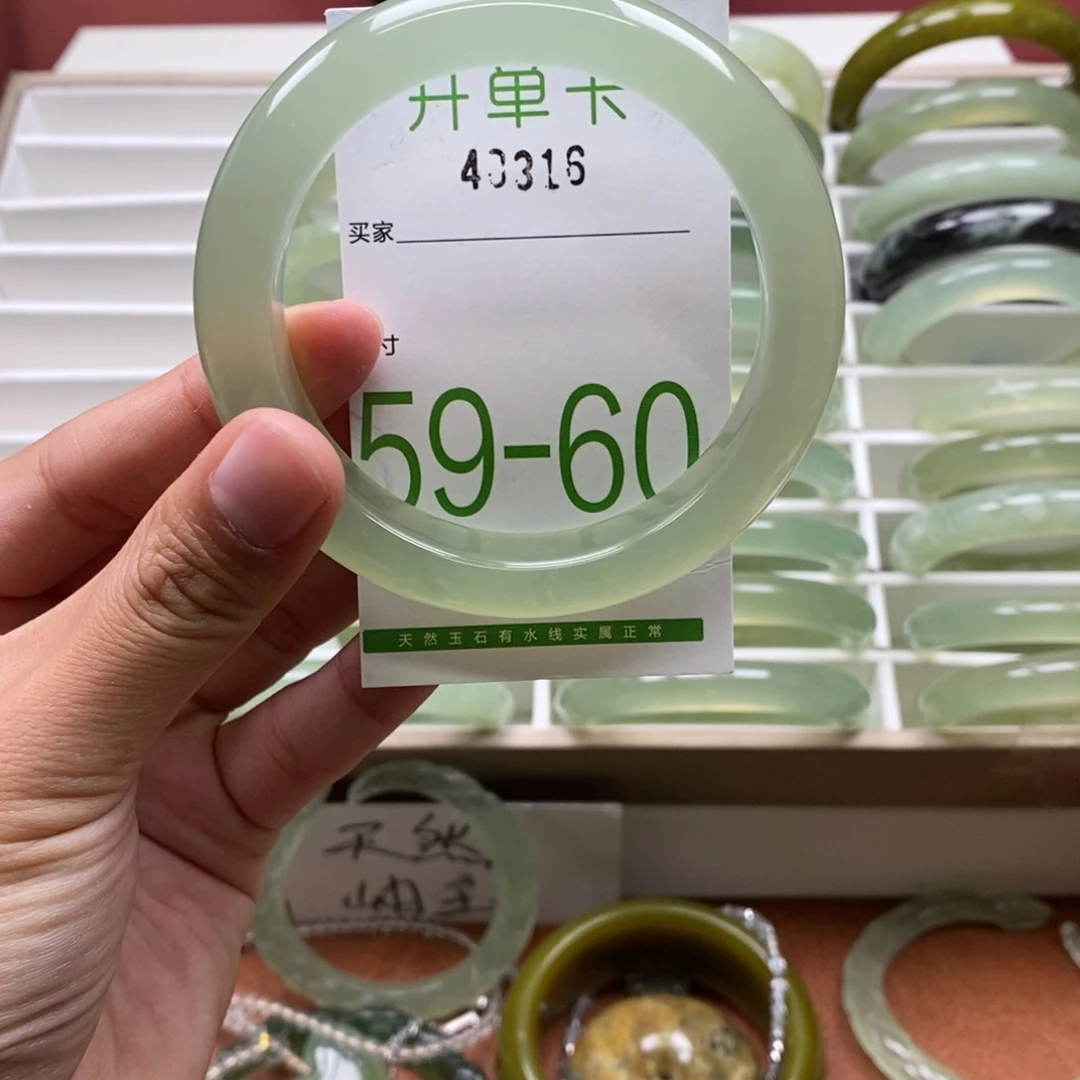 升单卡
40316
买家
寸
59-60
天然玉石有水线实属正常
天然
岫玉